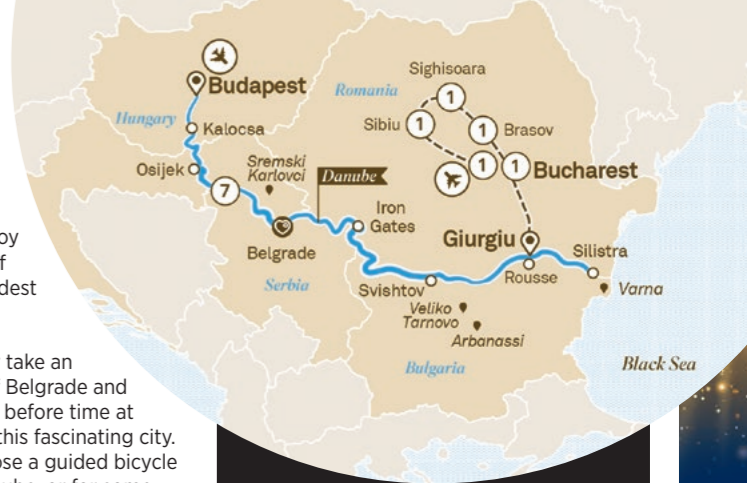 Budapest
Hungary
Kalocsa
Osijek
7
Sremski
Karlovci
Danube
Belgrade
Serbia
Iron
Gates
Romania
Sighisoara
1
Sibiu
1
1
Brasov
1
1
Bucharest
Giurgiu
Silistra
Rousse
Svishtov
Varna
Veliko
Tarnovo
Arbanassi
Bulgaria
Black Sea
take an
Belgrade and
before time at
this fascinating city.
a guided bicycle